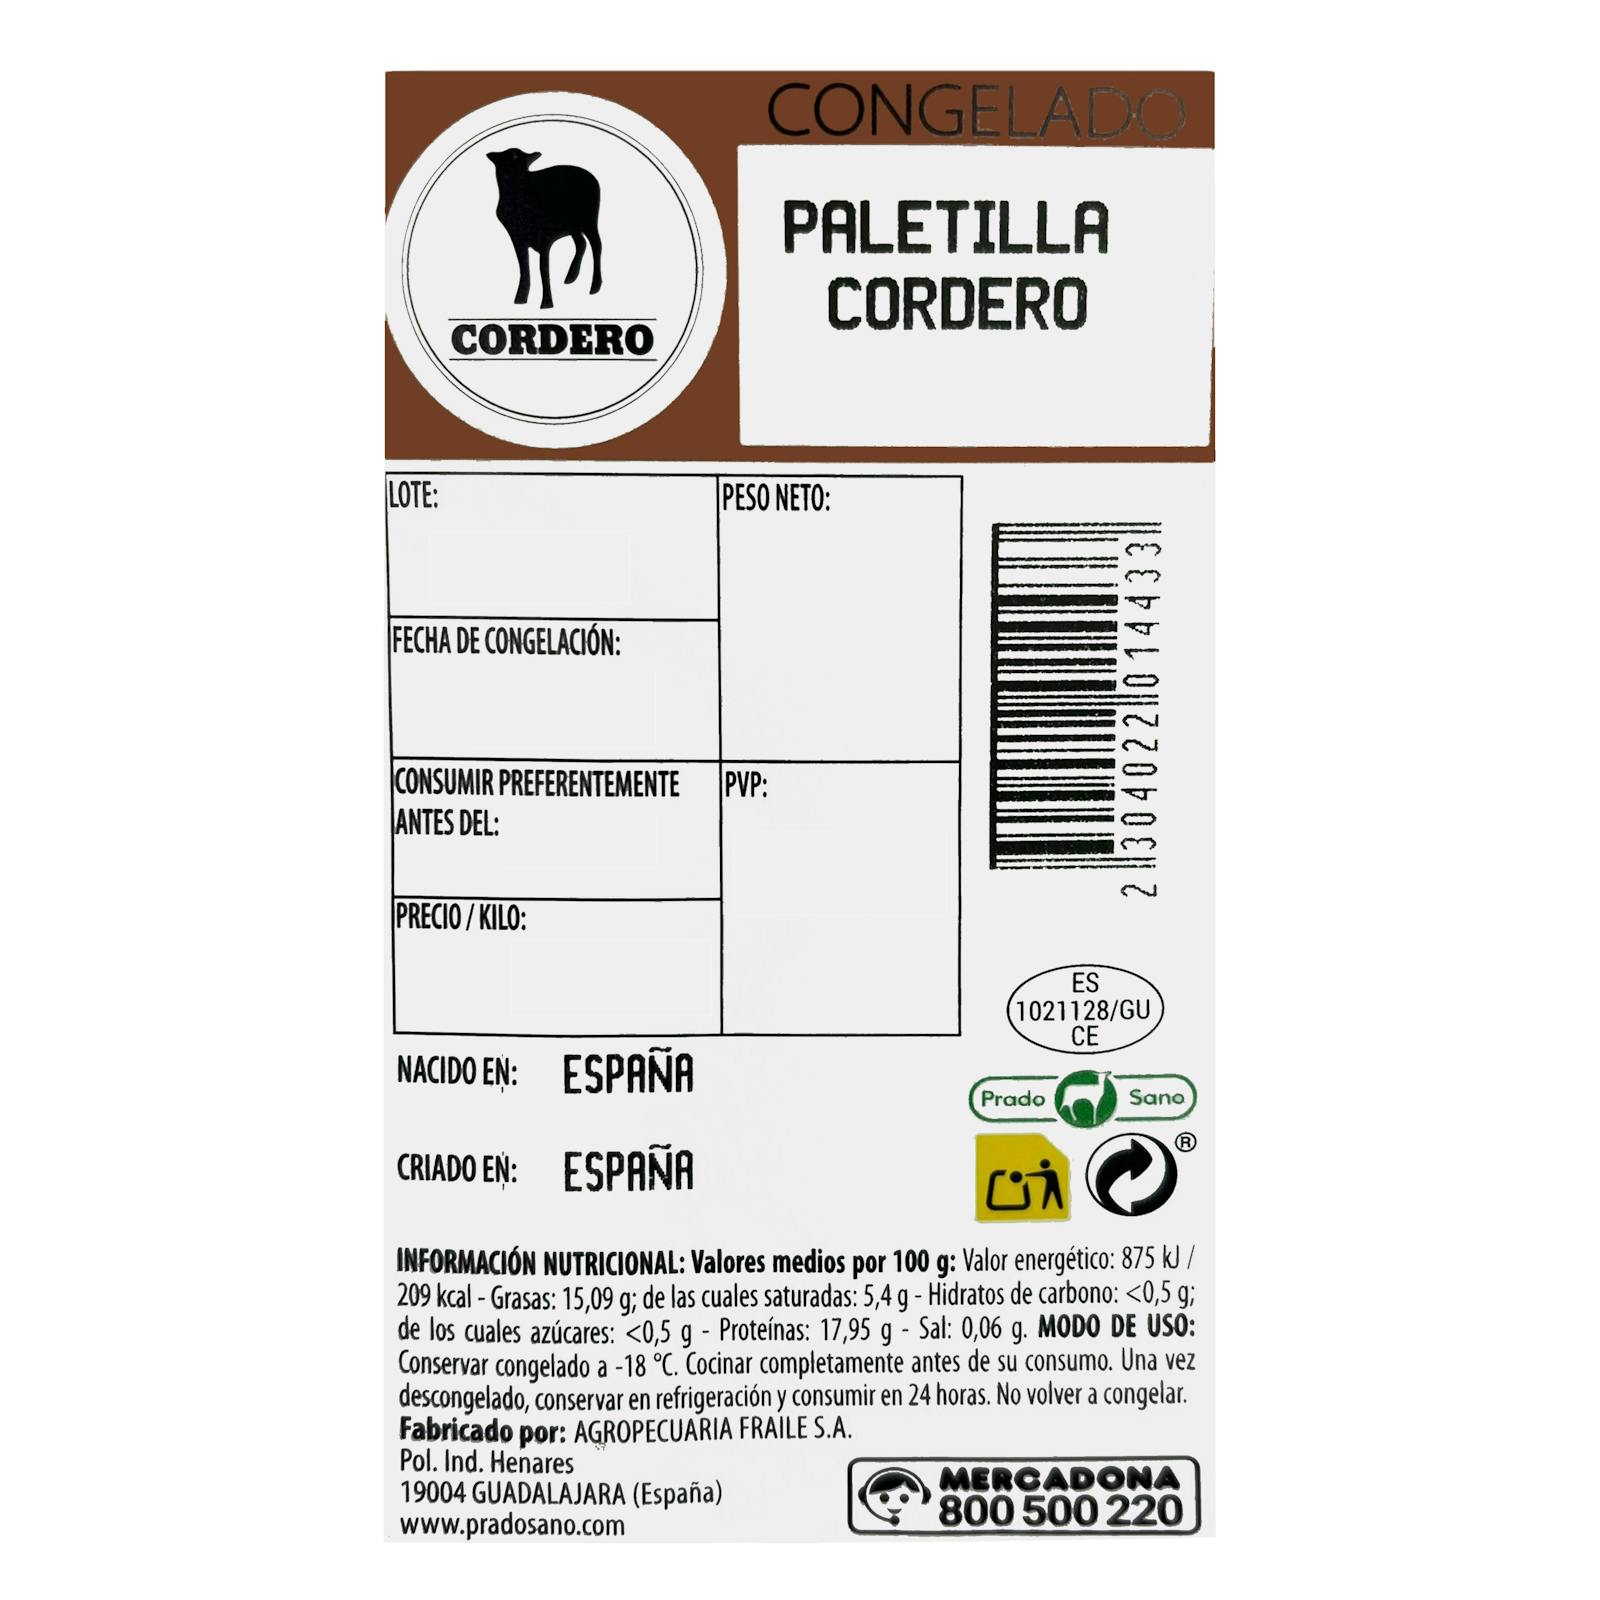 CONGELADO
CORDERO
PALETILLA
CORDERO
LOTE:
PESO NETO:
FECHA DE CONGELACIÓN:
CONSUMIR PREFERENTEMENTE
ANTES DEL:
PVP:
PRECIO / KILO:
2 304022 014433
ES
1021128/GU
CE
NACIDO EN: ESPAÑA
CRIADO EN: ESPAÑA
Prado Sano
®
INFORMACIÓN NUTRICIONAL: Valores medios por 100 g: Valor energético: 875 kJ /
209 kcal - Grasas: 15,09 g; de las cuales saturadas: 5,4 g - Hidratos de carbono: <0,5 g;
de los cuales azúcares: <0,5 g - Proteínas: 17,95 g - Sal: 0,06 g. MODO DE USO:
Conservar congelado a -18 °C. Cocinar completamente antes de su consumo. Una vez
descongelado, conservar en refrigeración y consumir en 24 horas. No volver a congelar.
Fabricado por: AGROPECUARIA FRAILE S.A.
Pol. Ind. Henares
19004 GUADALAJARA (España)
www.pradosano.com
MERCADONA
800 500 220